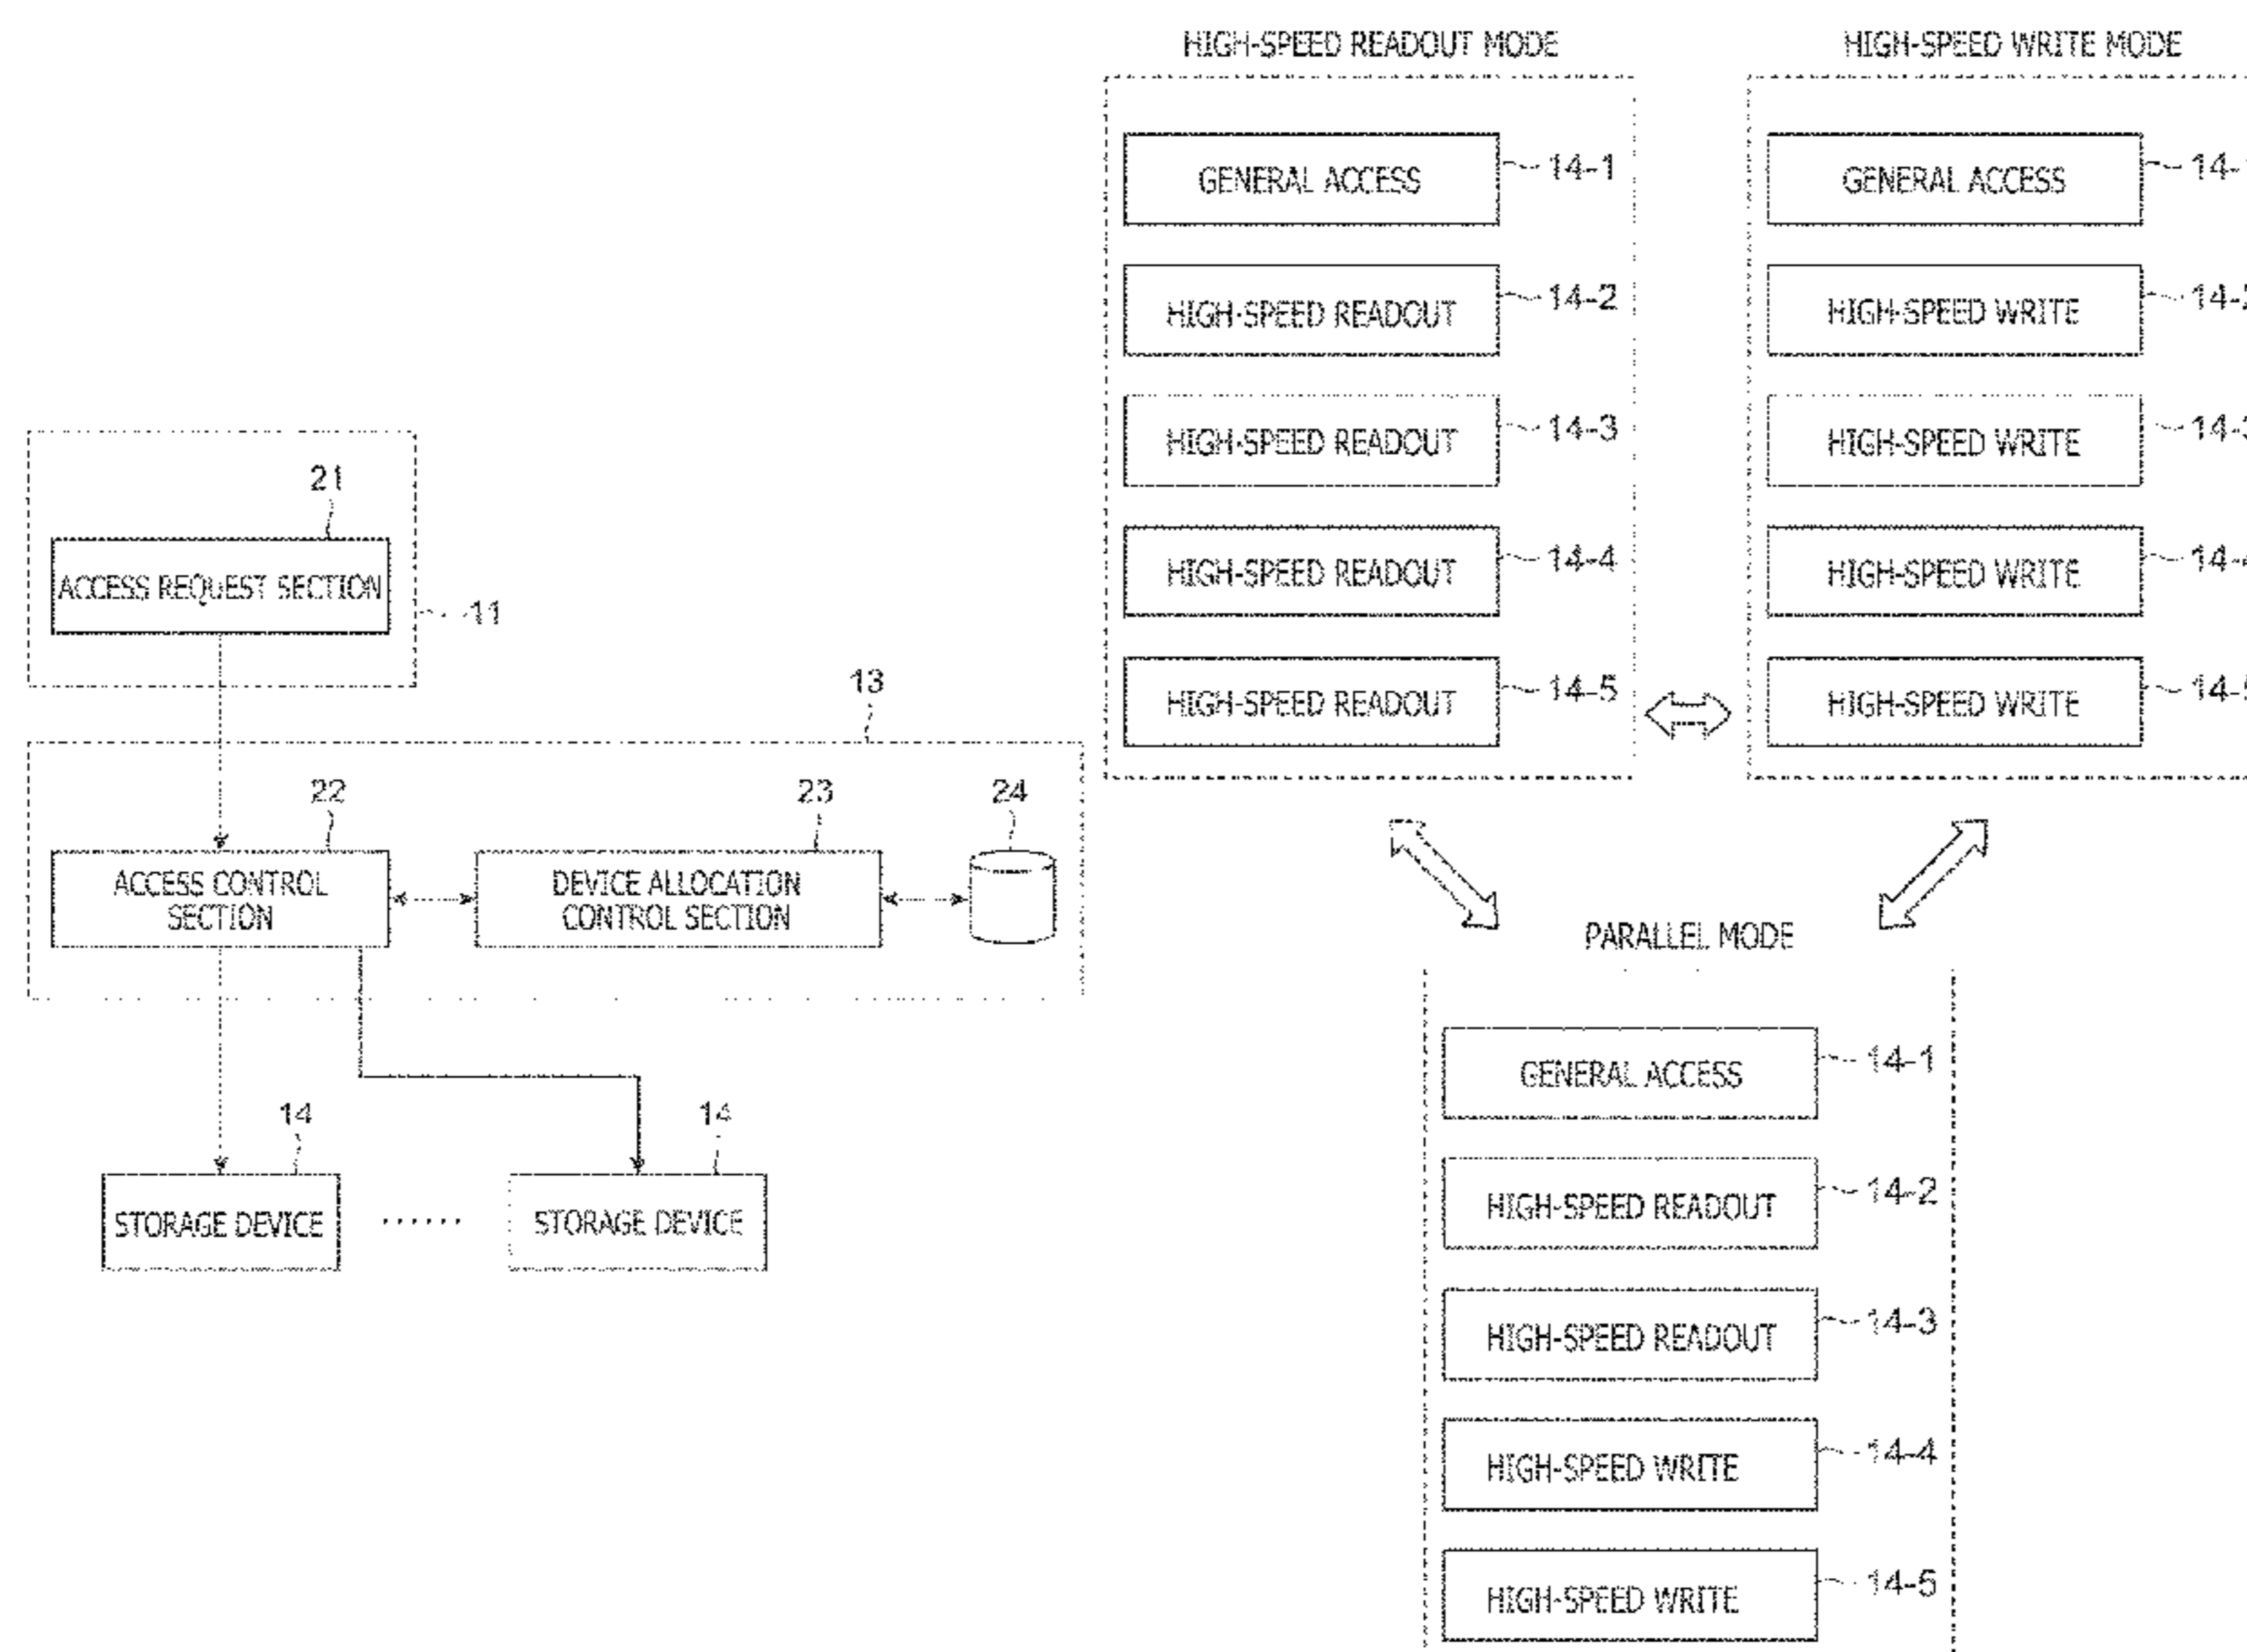 21
ACCESS REQUEST SECTION
11
13
22
23
24
ACCESS CONTROL
SECTION
DEVICE ALLOCATION
CONTROL SECTION
14
14
STORAGE DEVICE
STORAGE DEVICE
HIGH-SPEED READOUT MODE
GENERAL ACCESS
14-1
HIGH-SPEED READOUT
14-2
HIGH-SPEED READOUT
14-3
HIGH-SPEED READOUT
14-4
HIGH-SPEED READOUT
14-5
HIGH-SPEED WRITE MODE
GENERAL ACCESS
HIGH-SPEED WRITE
HIGH-SPEED WRITE
HIGH-SPEED WRITE
HIGH-SPEED WRITE
PARALLEL MODE
GENERAL ACCESS
14-1
HIGH-SPEED READOUT
14-2
HIGH-SPEED READOUT
14-3
HIGH-SPEED WRITE
14-4
HIGH-SPEED WRITE
14-5